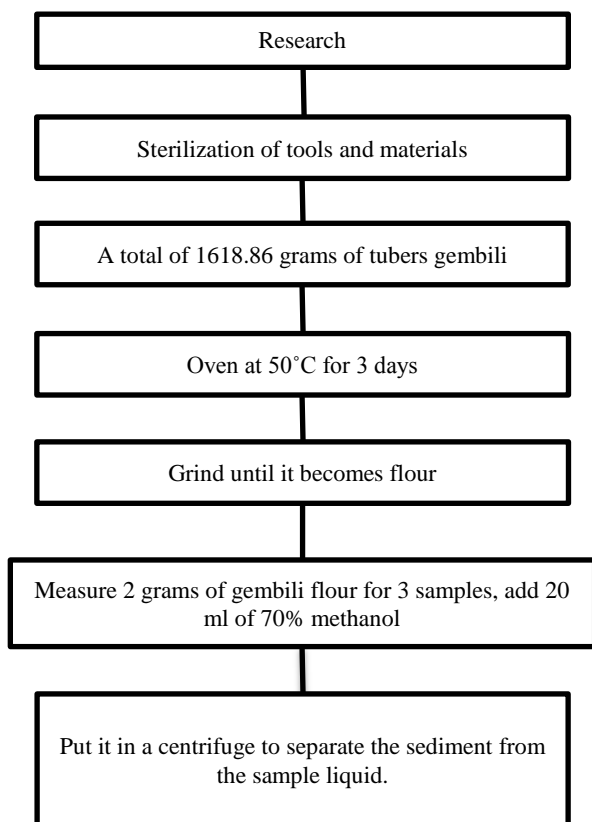 Research
Sterilization of tools and materials
A total of 1618.86 grams of tubers gembili
Oven at 50˚C for 3 days
Grind until it becomes flour
Measure 2 grams of gembili flour for 3 samples, add 20
ml of 70% methanol
Put it in a centrifuge to separate the sediment from
the sample liquid.